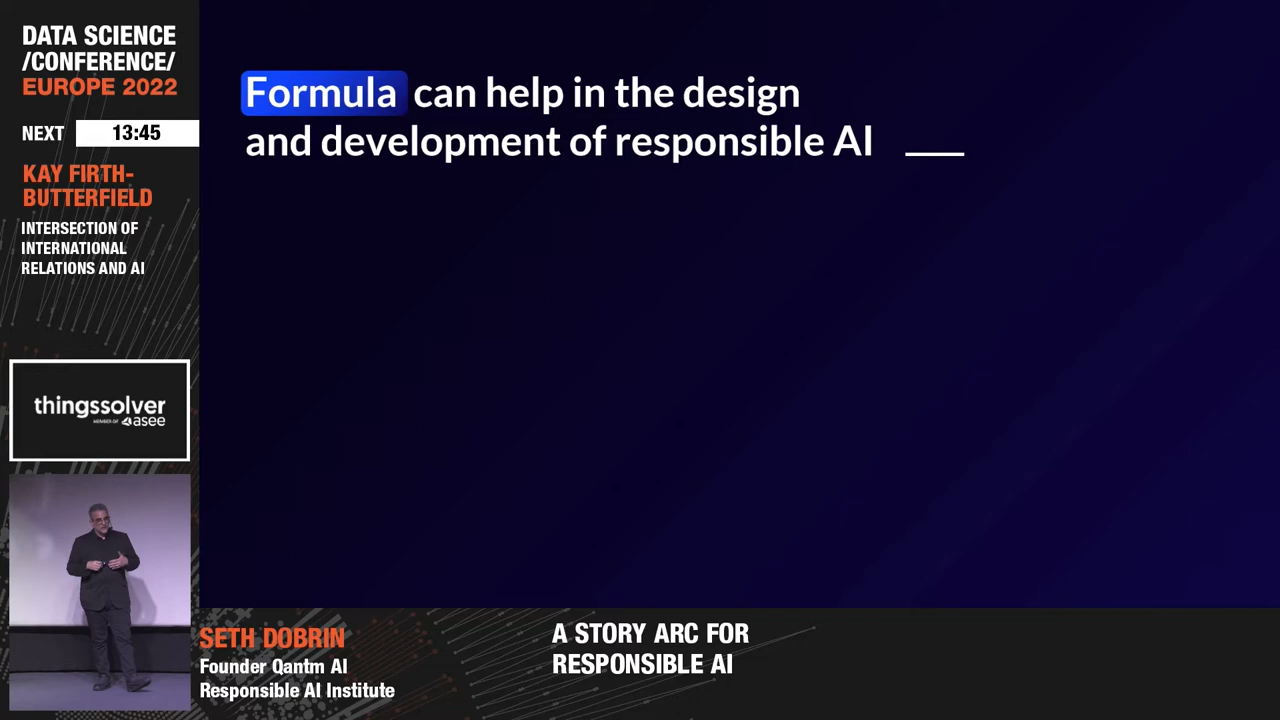 DATA SCIENCE
/CONFERENCE/
EUROPE 2022
NEXT 13:45
KAY FIRTH-
BUTTERFIELD
INTERSECTION OF
INTERNATIONAL
RELATIONS AND AI
thingssolver
MEMBER OF asee
Formula can help in the design
and development of responsible AI
SETH DOBRIN
Founder Qantm AI
Responsible AI Institute
A STORY ARC FOR
RESPONSIBLE AI